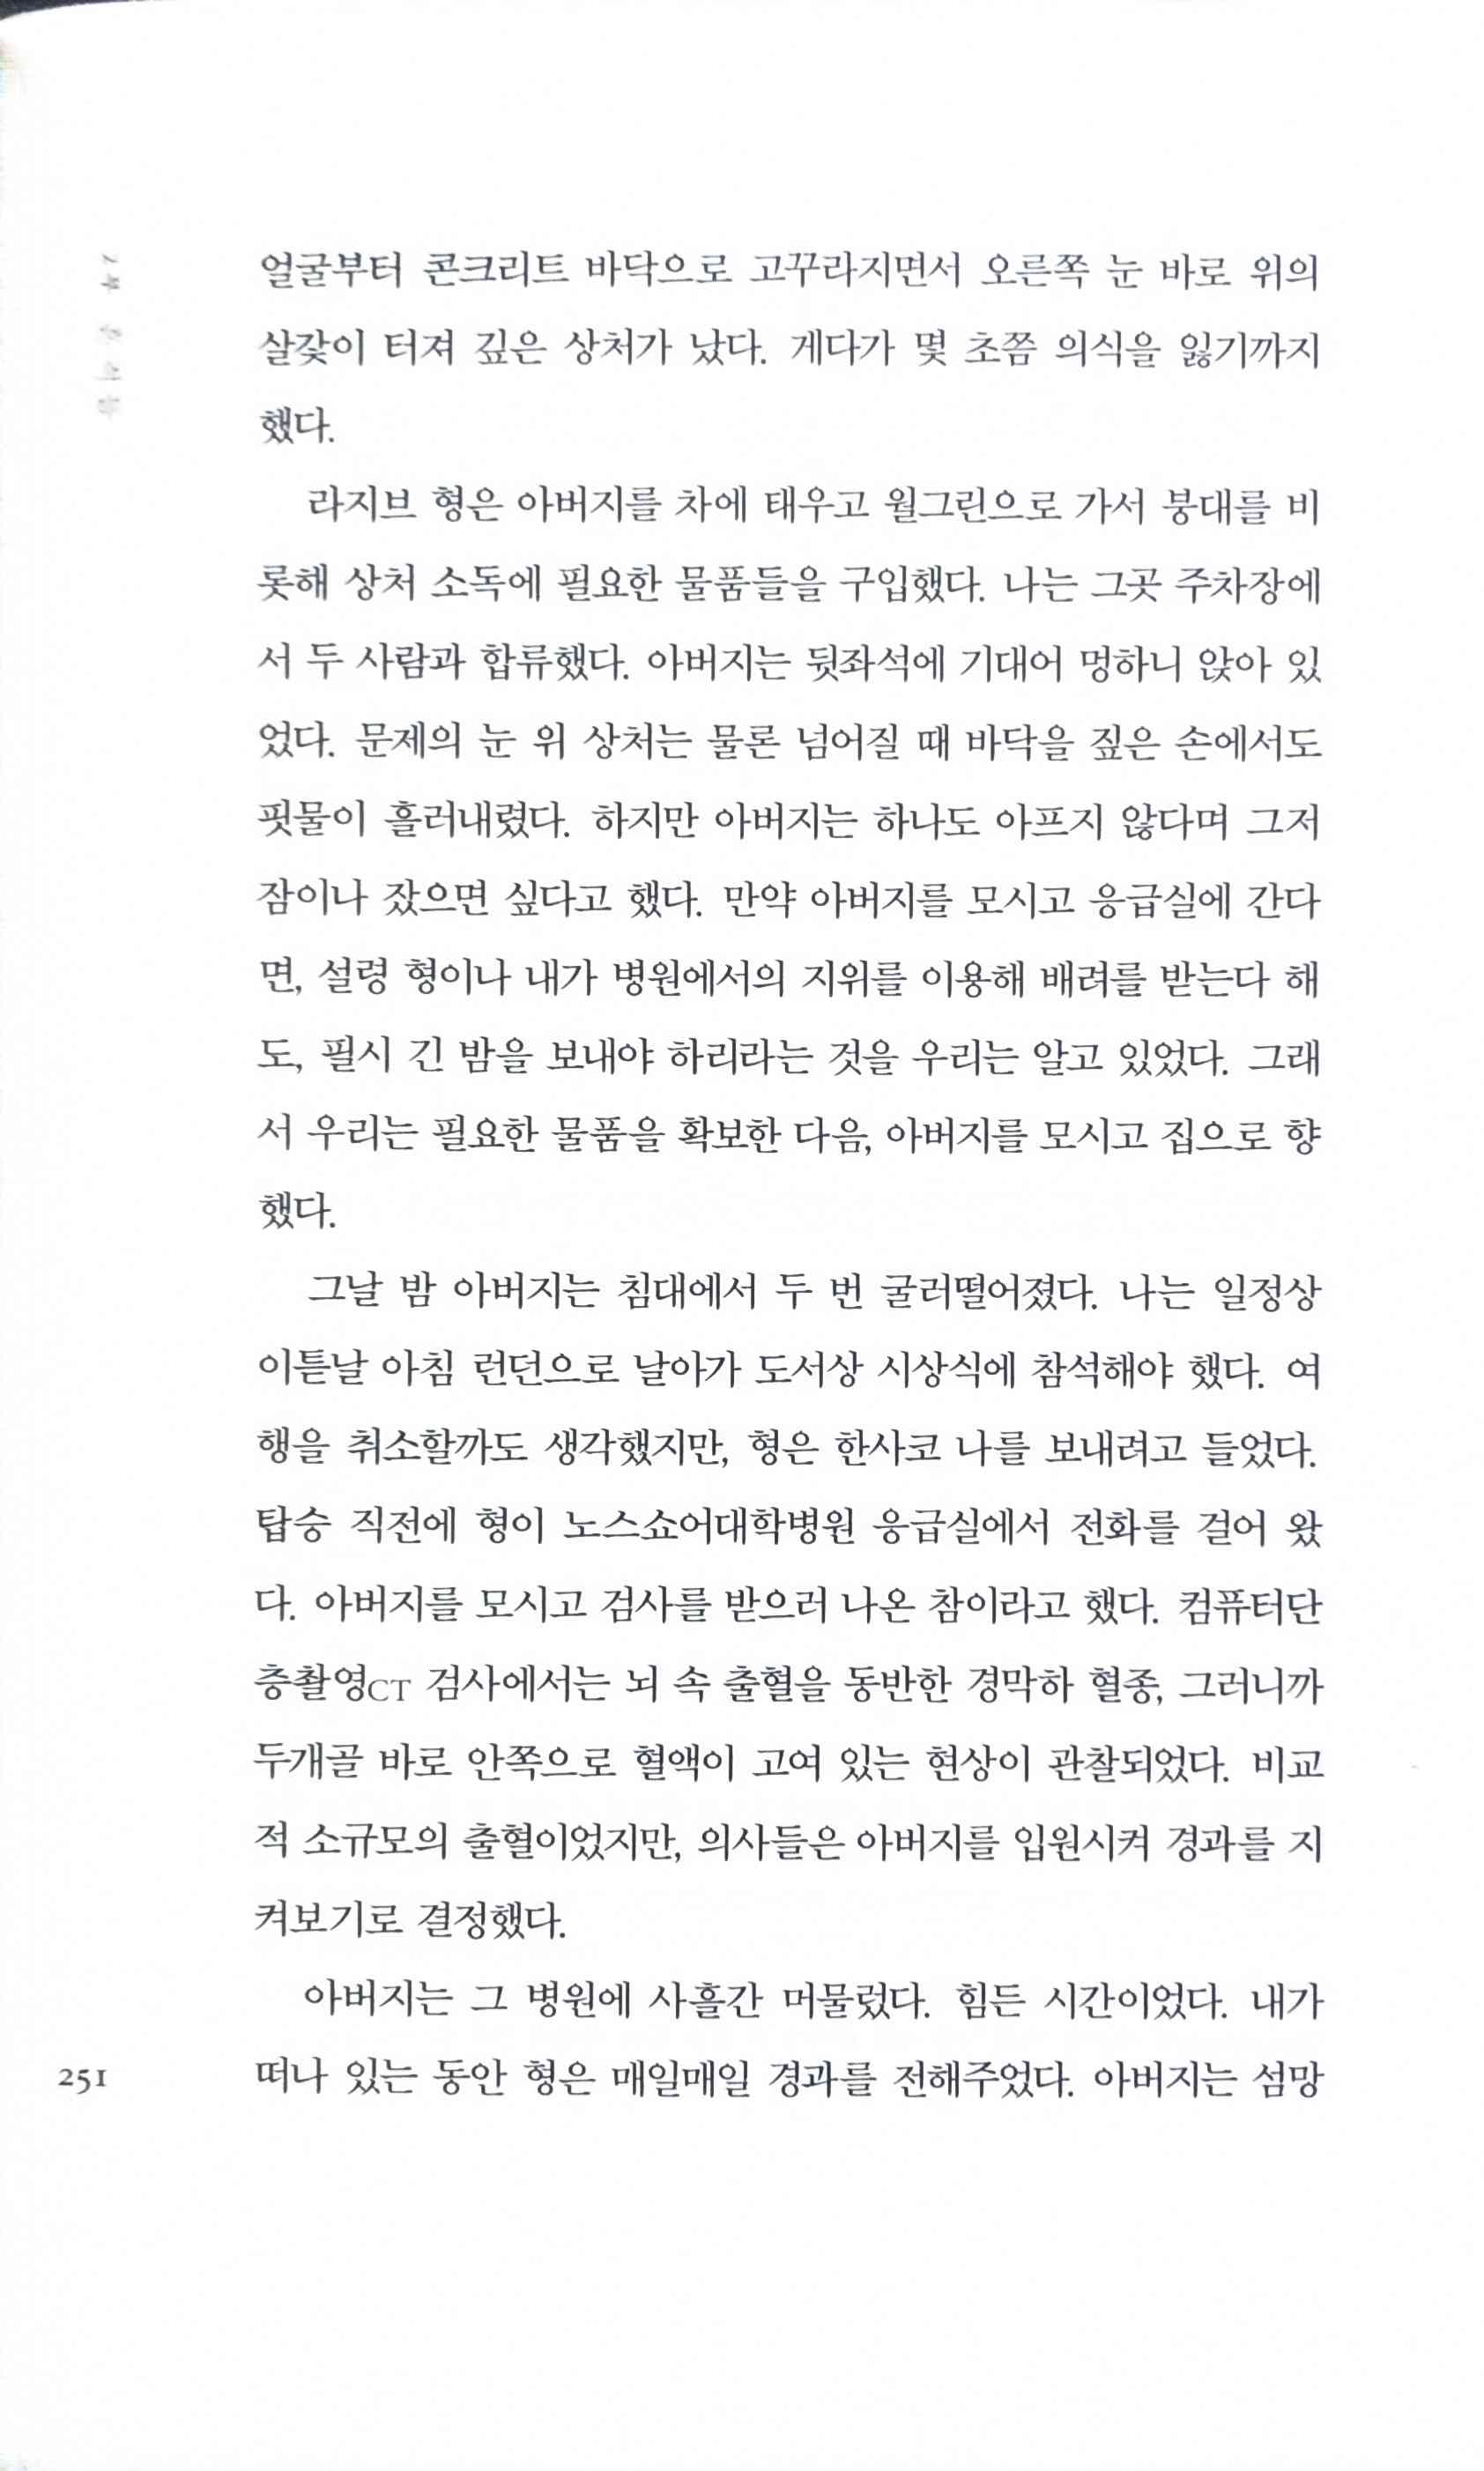 얼굴부터 콘크리트 바닥으로 고꾸라지면서 오른쪽 눈 바로 위의
살갗이 터져 깊은 상처가 났다. 게다가 몇 초쯤 의식을 잃기까지
했다.
라지브 형은 아버지를 차에 태우고 월그린으로 가서 붕대를 비
롯해 상처 소독에 필요한 물품들을 구입했다. 나는 그곳 주차장에
서 두 사람과 합류했다. 아버지는 뒷좌석에 기대어 멍하니 앉아 있
었다. 문제의 눈 위 상처는 물론 넘어질 때 바닥을 짚은 손에서도
핏물이 흘러내렸다. 하지만 아버지는 하나도 아프지 않다며 그저
잠이나 잤으면 싶다고 했다. 만약 아버지를 모시고 응급실에 간다
면, 설령 형이나 내가 병원에서의 지위를 이용해 배려를 받는다 해
도, 필시 긴 밤을 보내야 하리라는 것을 우리는 알고 있었다. 그래
서 우리는 필요한 물품을 확보한 다음, 아버지를 모시고 집으로 향
했다.
그날 밤 아버지는 침대에서 두 번 굴러떨어졌다. 나는 일정상
이튿날 아침 런던으로 날아가 도서상 시상식에 참석해야 했다. 여
행을 취소할까도 생각했지만, 형은 한사코 나를 보내려고 들었다.
탑승 직전에 형이 노스쇼어대학병원 응급실에서 전화를 걸어 왔
다. 아버지를 모시고 검사를 받으러 나온 참이라고 했다. 컴퓨터단
층촬영CT 검사에서는 뇌 속 출혈을 동반한 경막하 혈종, 그러니까
두개골 바로 안쪽으로 혈액이 고여 있는 현상이 관찰되었다. 비교
적 소규모의 출혈이었지만, 의사들은 아버지를 입원시켜 경과를 지
켜보기로 결정했다.
아버지는 그 병원에 사흘간 머물렀다. 힘든 시간이었다. 내가
떠나 있는 동안 형은 매일매일 경과를 전해주었다. 아버지는 섬망
251